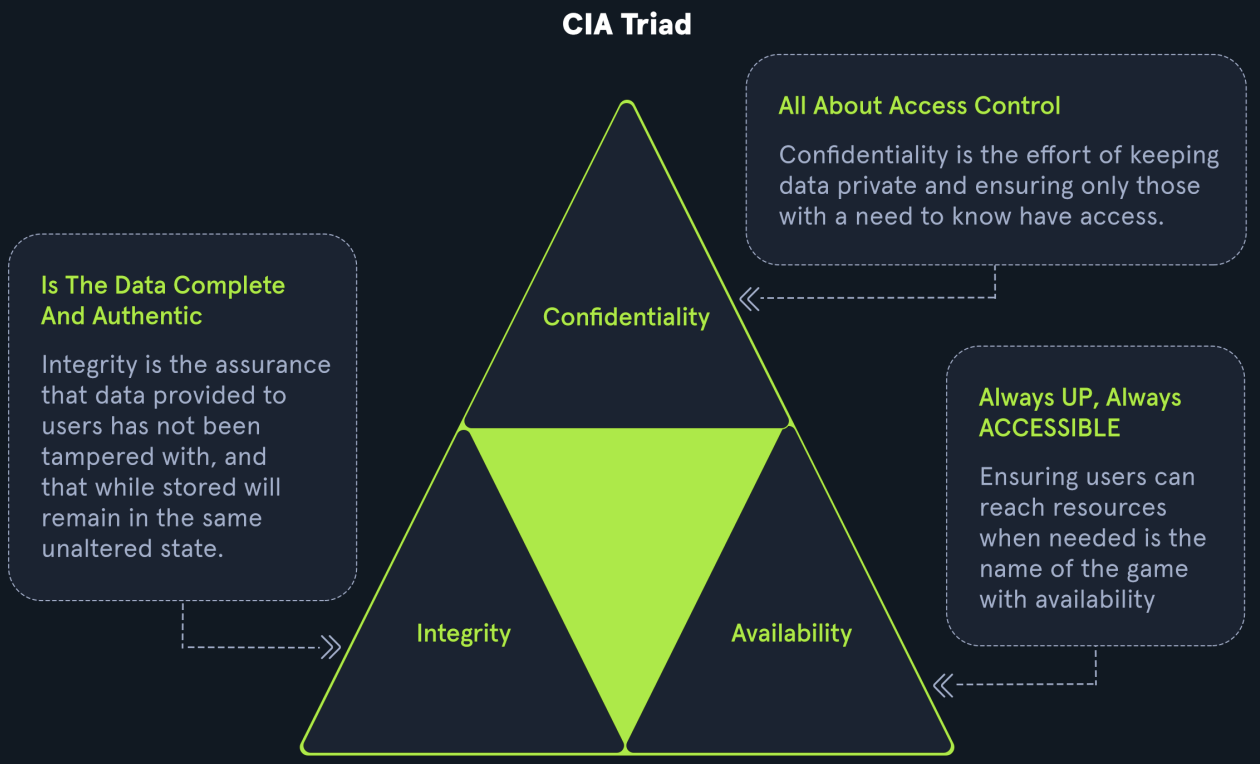 CIA Triad
All About Access Control
Confidentiality is the effort of keeping
data private and ensuring only those
with a need to know have access.
Is The Data Complete
And Authentic
Integrity is the assurance
that data provided to
users has not been
tampered with, and
that while stored will
remain in the same
unaltered state.
Confidentiality
Always UP, Always
ACCESSIBLE
Ensuring users can
reach resources
when needed is the
name of the game
with availability
Integrity
Availability